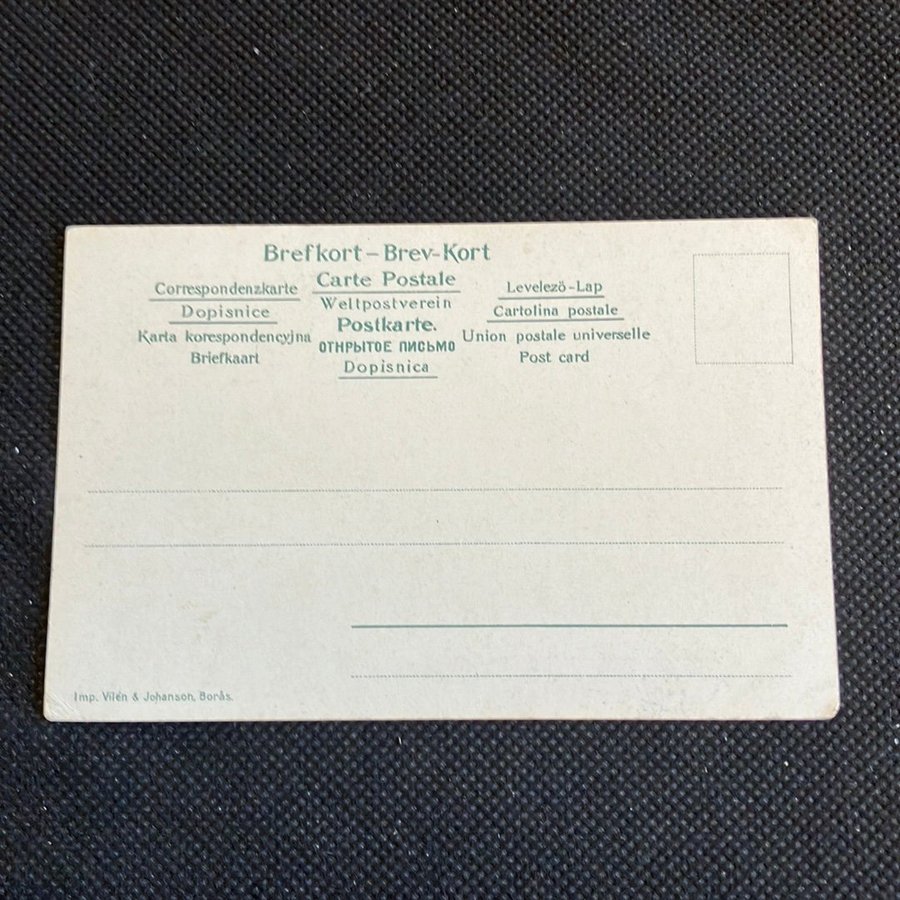 Brefkort – Brev-Kort
Correspondenzkarte
Dopisnice
Karta korespondencyjna
Briefkaart
Carte Postale
Weltpostverein
Postkarte.
ОТКРЫТОЕ ПИСЬМО
Dopisnica
Levelezö-Lap
Cartolina postale
Union postale universelle
Post card
Imp. Vilén & Johanson, Borås.